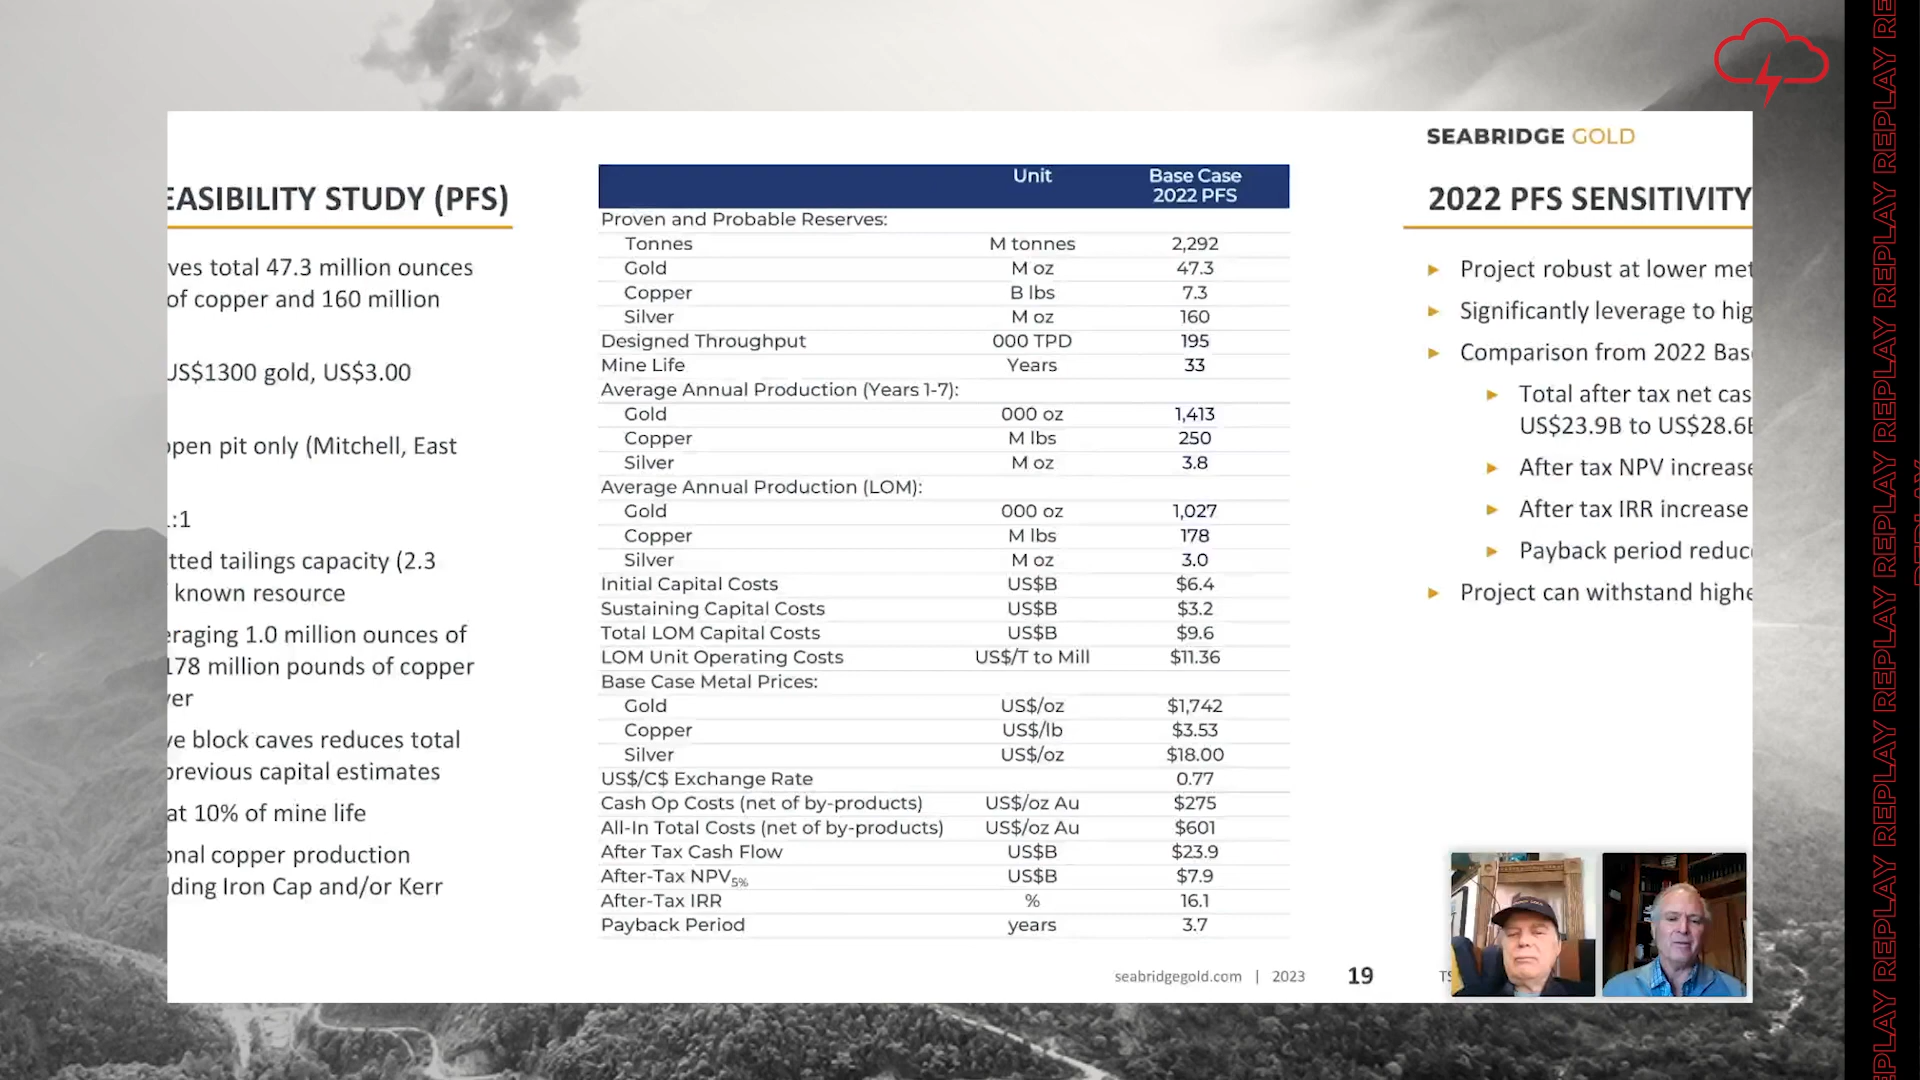 EASIBILITY STUDY (PFS)
ves total 47.3 million ounces
of copper and 160 million
US$1300 gold, US$3.00
open pit only (Mitchell, East
:1
tted tailings capacity (2.3
known resource
eraging 1.0 million ounces of
178 million pounds of copper
ver
ve block caves reduces total
previous capital estimates
at 10% of mine life
onal copper production
lding Iron Cap and/or Kerr
Unit Base Case
2022 PFS
Proven and Probable Reserves:
Tonnes M tonnes 2,292
Gold M oz 47.3
Copper B lbs 7.3
Silver M oz 160
Designed Throughput 000 TPD 195
Mine Life Years 33
Average Annual Production (Years 1-7):
Gold 000 oz 1,413
Copper M lbs 250
Silver M oz 3.8
Average Annual Production (LOM):
Gold 000 oz 1,027
Copper M lbs 178
Silver M oz 3.0
Initial Capital Costs US$B $6.4
Sustaining Capital Costs US$B $3.2
Total LOM Capital Costs US$B $9.6
LOM Unit Operating Costs US$/T to Mill $11.36
Base Case Metal Prices:
Gold US$/oz $1,742
Copper US$/lb $3.53
Silver US$/oz $18.00
US$/C$ Exchange Rate 0.77
Cash Op Costs (net of by-products) US$/oz Au $275
All-In Total Costs (net of by-products) US$/oz Au $601
After Tax Cash Flow US$B $23.9
After-Tax NPV5% US$B $7.9
After-Tax IRR % 16.1
Payback Period years 3.7
seabridgegold.com | 2023 19
SEABRIDGE GOLD
2022 PFS SENSITIVITY
Project robust at lower met
Significantly leverage to hig
Comparison from 2022 Bas
Total after tax net cas
US$23.9B to US$28.6B
After tax NPV increase
After tax IRR increase
Payback period reduc
Project can withstand highe
REPLAY REPLAY REPLAY REPLAY REPLAY REPLAY REPLAY REPLAY REPLAY REPLAY